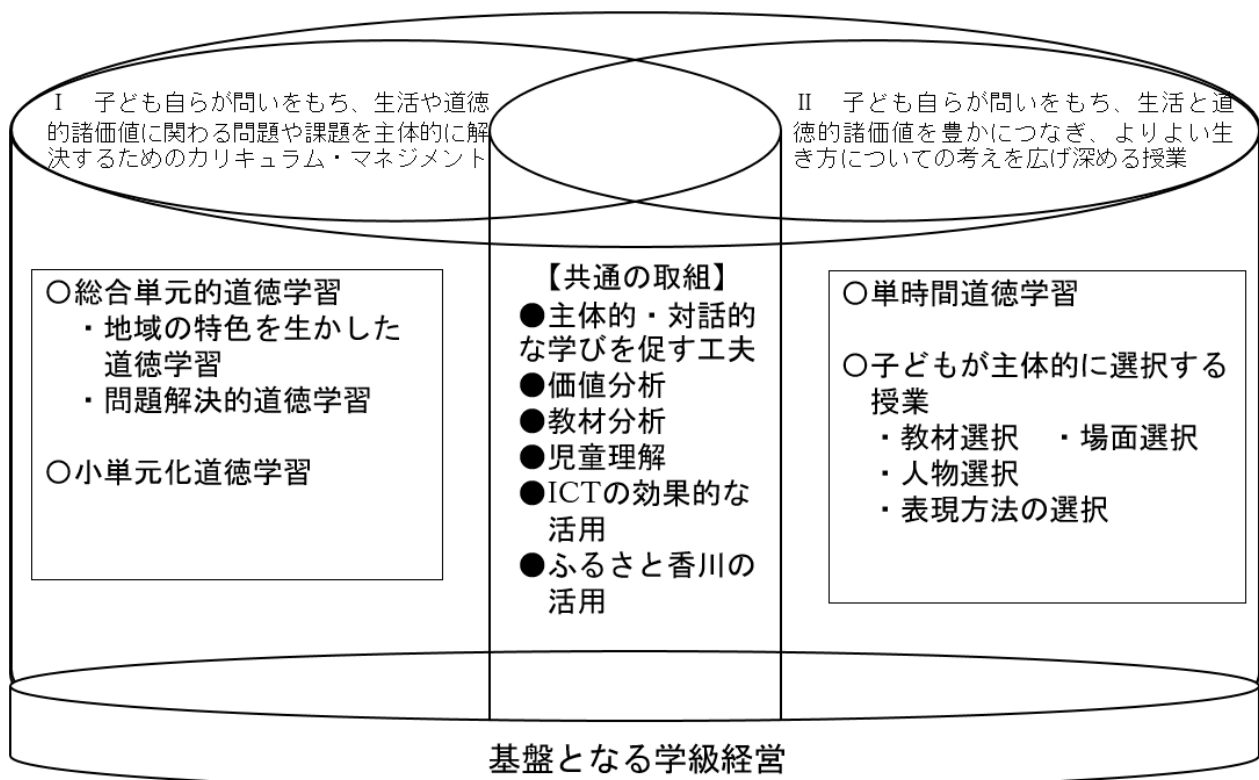 Ⅰ 子ども自らが問いをもち、生活や道徳
的諸価値に関わる問題や課題を主体的に解
決するためのカリキュラム・マネジメント
Ⅱ 子ども自らが問いをもち、生活と道
徳的諸価値を豊かにつなぎ、よりよい生
き方についての考えを広げ深める授業
○総合単元的道徳学習
・地域の特色を生かした
道徳学習
・問題解決的道徳学習
○小単元化道徳学習
【共通の取組】
●主体的・対話的
な学びを促す工夫
●価値分析
●教材分析
●児童理解
●ICTの効果的な
活用
●ふるさと香川の
活用
○単時間道徳学習
○子どもが主体的に選択する
授業
・教材選択 ・場面選択
・人物選択
・表現方法の選択
基盤となる学級経営